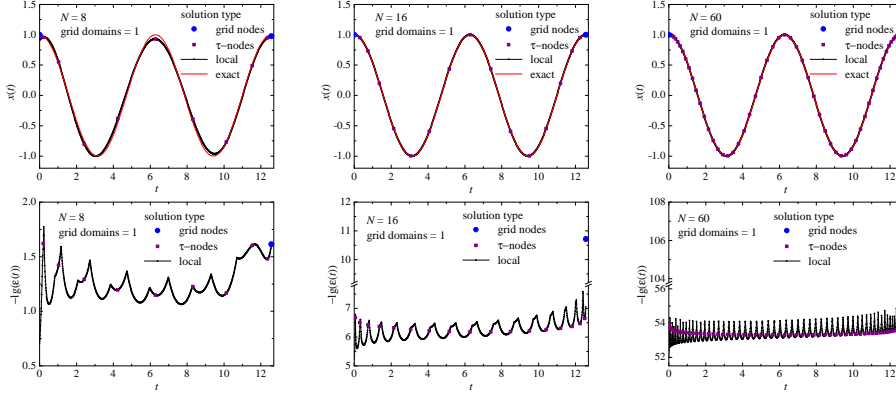 N = 8
grid domains = 1
solution type
grid nodes
τ-nodes
local
exact
1.0
0.5
0.0
-0.5
-1.0
x(t)
0 2 4 6 8 10 12
t
N = 16
grid domains = 1
solution type
grid nodes
τ-nodes
local
exact
1.0
0.5
0.0
-0.5
-1.0
x(t)
0 2 4 6 8 10 12
t
N = 60
grid domains = 1
solution type
grid nodes
τ-nodes
local
exact
1.0
0.5
0.0
-0.5
-1.0
x(t)
0 2 4 6 8 10 12
t
N = 8
grid domains = 1
solution type
grid nodes
τ-nodes
local
2.0
1.5
1.0
0.5
−lg(ε(t))
0 2 4 6 8 10 12
t
N = 16
grid domains = 1
solution type
grid nodes
τ-nodes
local
12
11
10
7
6
5
−lg(ε(t))
0 2 4 6 8 10 12
t
N = 60
grid domains = 1
solution type
grid nodes
τ-nodes
local
108
106
104
56
54
52
−lg(ε(t))
0 2 4 6 8 10 12
t